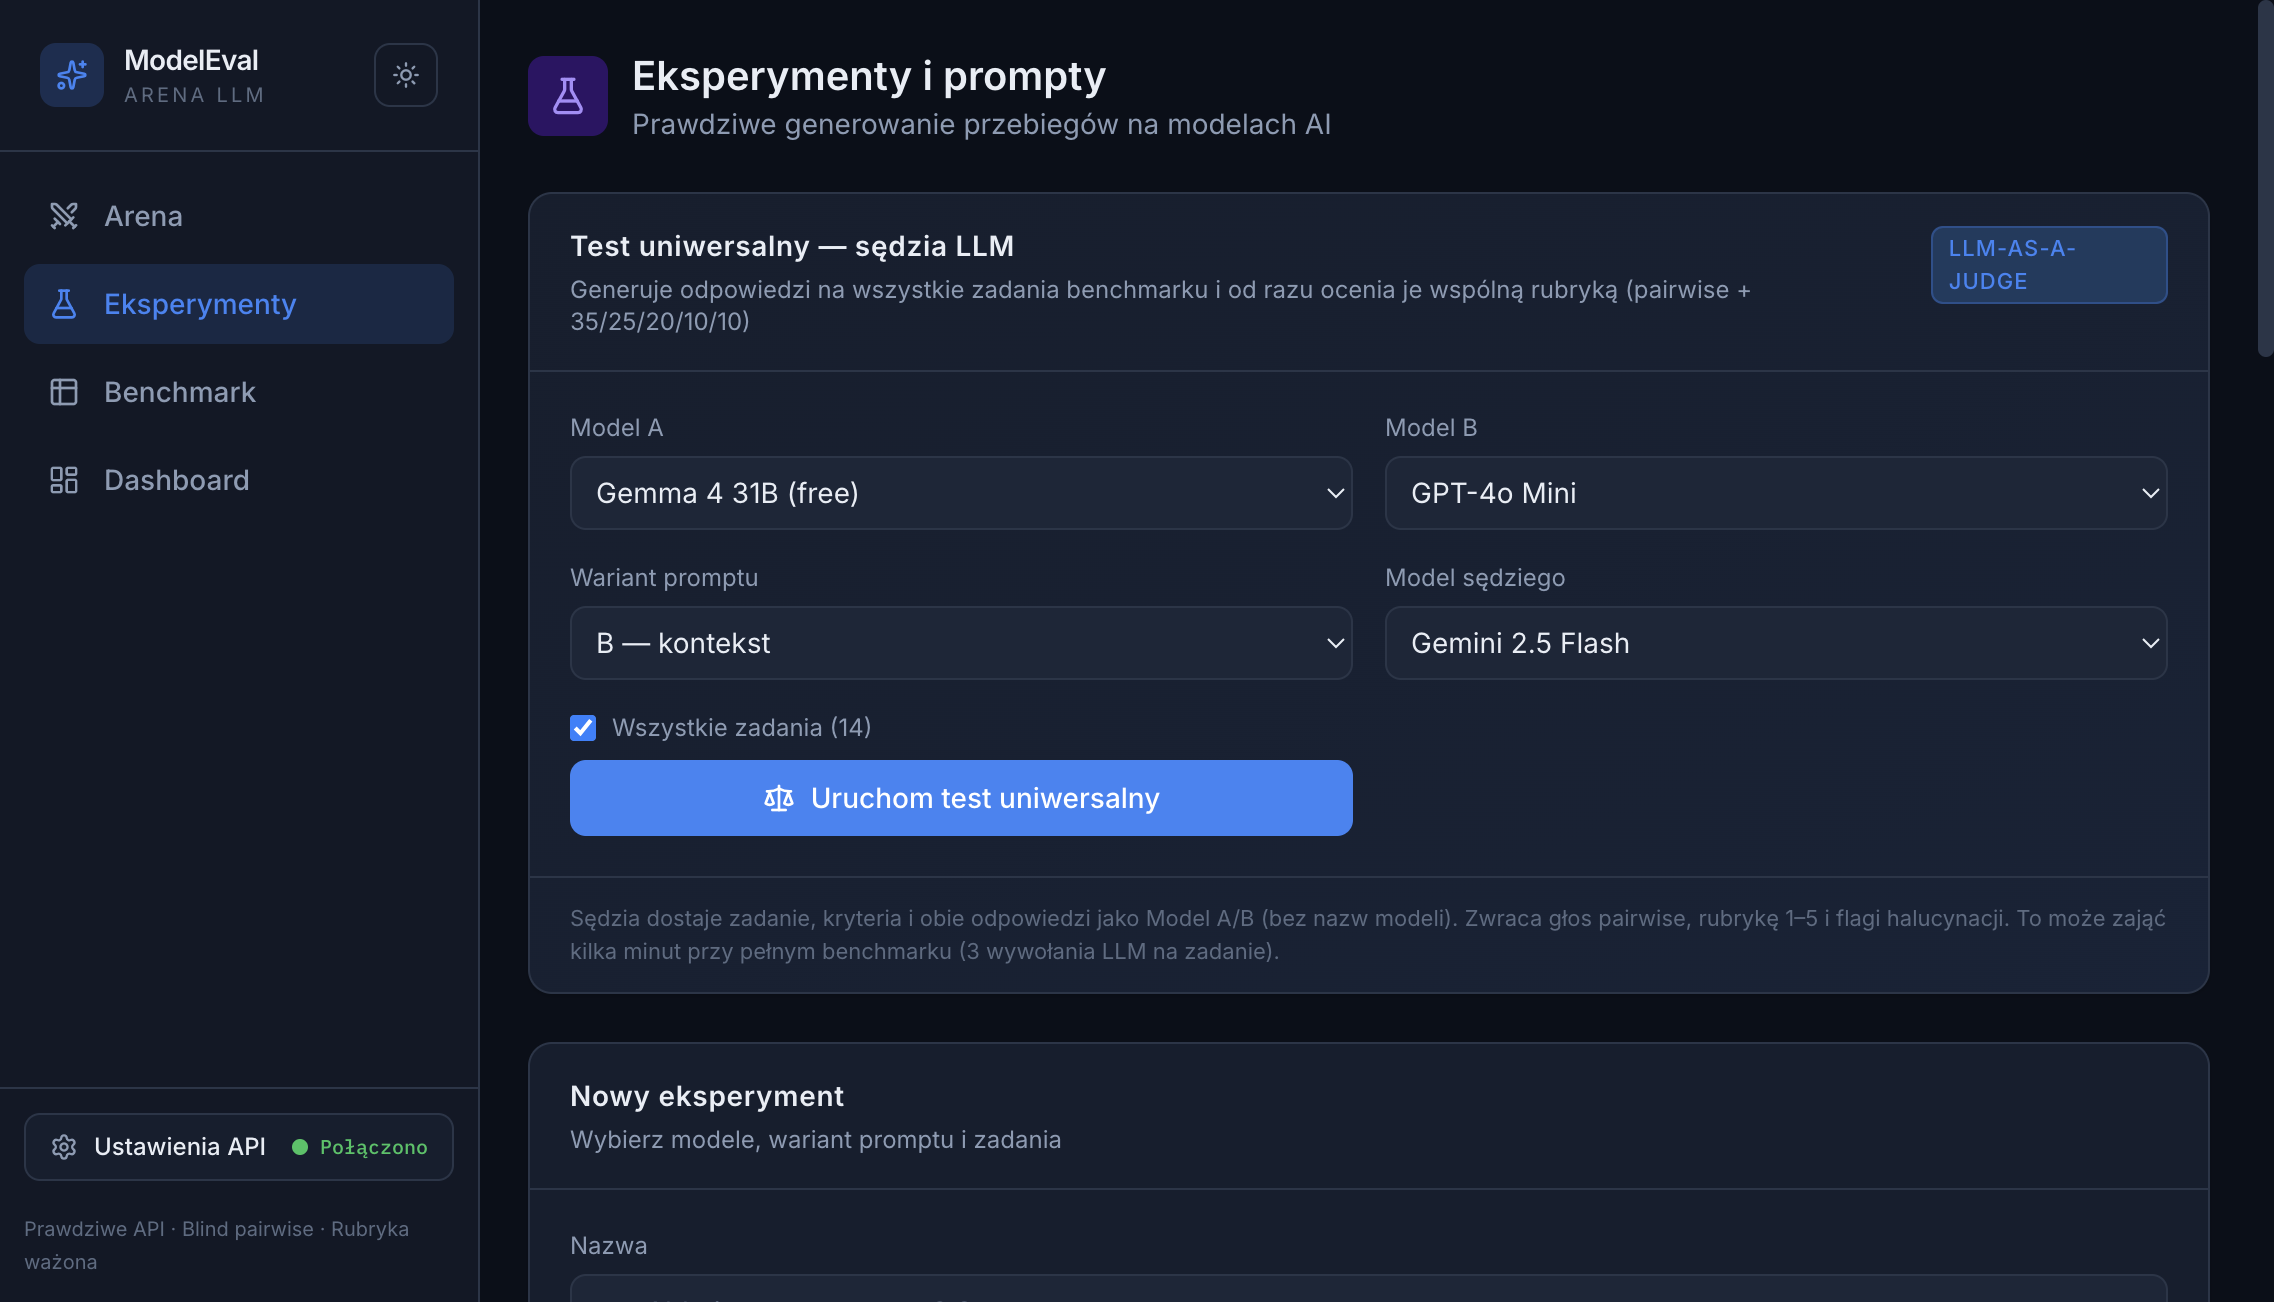 ModelEval
ARENA LLM
Arena
Eksperymenty
Benchmark
Dashboard
Ustawienia API
Połączono
Prawdziwe API · Blind pairwise · Rubryka
ważona
Eksperymenty i prompty
Prawdziwe generowanie przebiegów na modelach AI
Test uniwersalny — sędzia LLM
Generuje odpowiedzi na wszystkie zadania benchmarku i od razu ocenia je wspólną rubryką (pairwise +
35/25/20/10/10)
LLM-AS-A-
JUDGE
Model A
Gemma 4 31B (free)
Model B
GPT-4o Mini
Wariant promptu
B — kontekst
Model sędziego
Gemini 2.5 Flash
Wszystkie zadania (14)
Uruchom test uniwersalny
Sędzia dostaje zadanie, kryteria i obie odpowiedzi jako Model A/B (bez nazw modeli). Zwraca głos pairwise, rubrykę 1–5 i flagi halucynacji. To może zająć
kilka minut przy pełnym benchmarku (3 wywołania LLM na zadanie).
Nowy eksperyment
Wybierz modele, wariant promptu i zadania
Nazwa